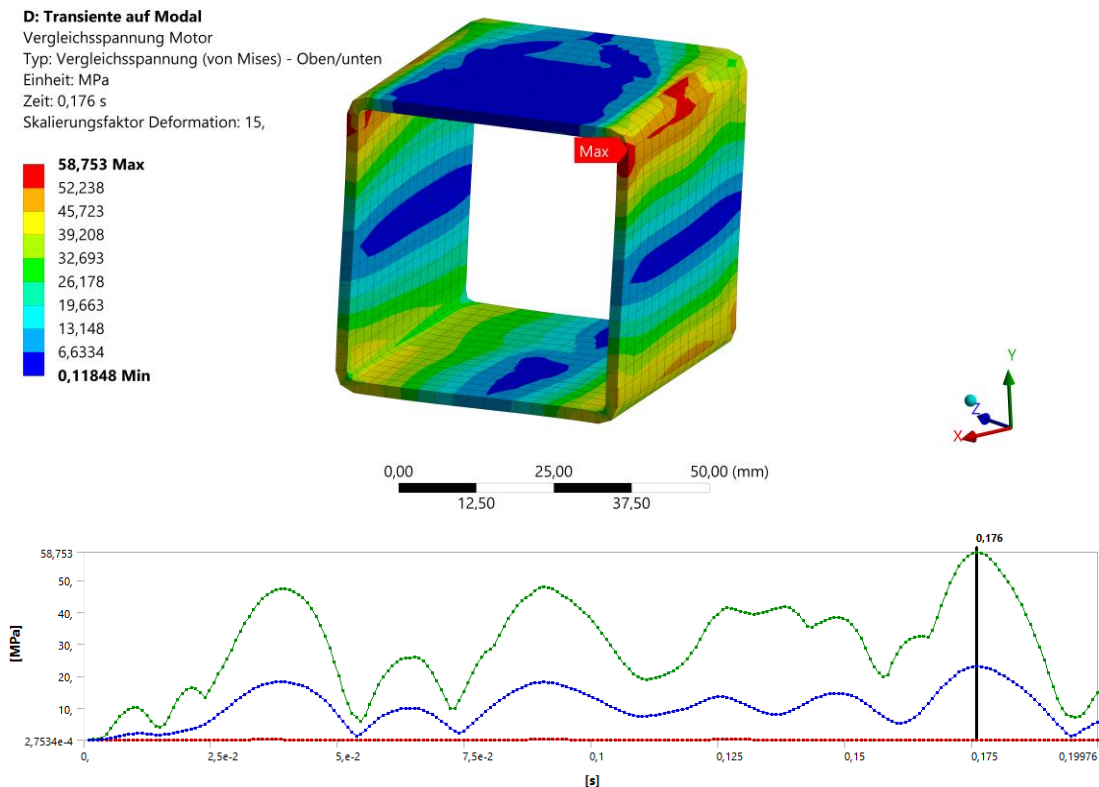 D: Transiente auf Modal
Vergleichsspannung Motor
Typ: Vergleichsspannung (von Mises) - Oben/unten
Einheit: MPa
Zeit: 0,176 s
Skalierungsfaktor Deformation: 15,
58,753 Max
52,238
45,723
39,208
32,693
26,178
19,663
13,148
6,6334
0,11848 Min
Max
Y
Z
X
0,00 25,00 50,00 (mm)
12,50 37,50
0,176
58,753
50,
40,
30,
20,
10,
2,7534e-4
[MPa]
0, 2,5e-2 5,e-2 7,5e-2 0,1 0,125 0,15 0,175 0,19976
[s]